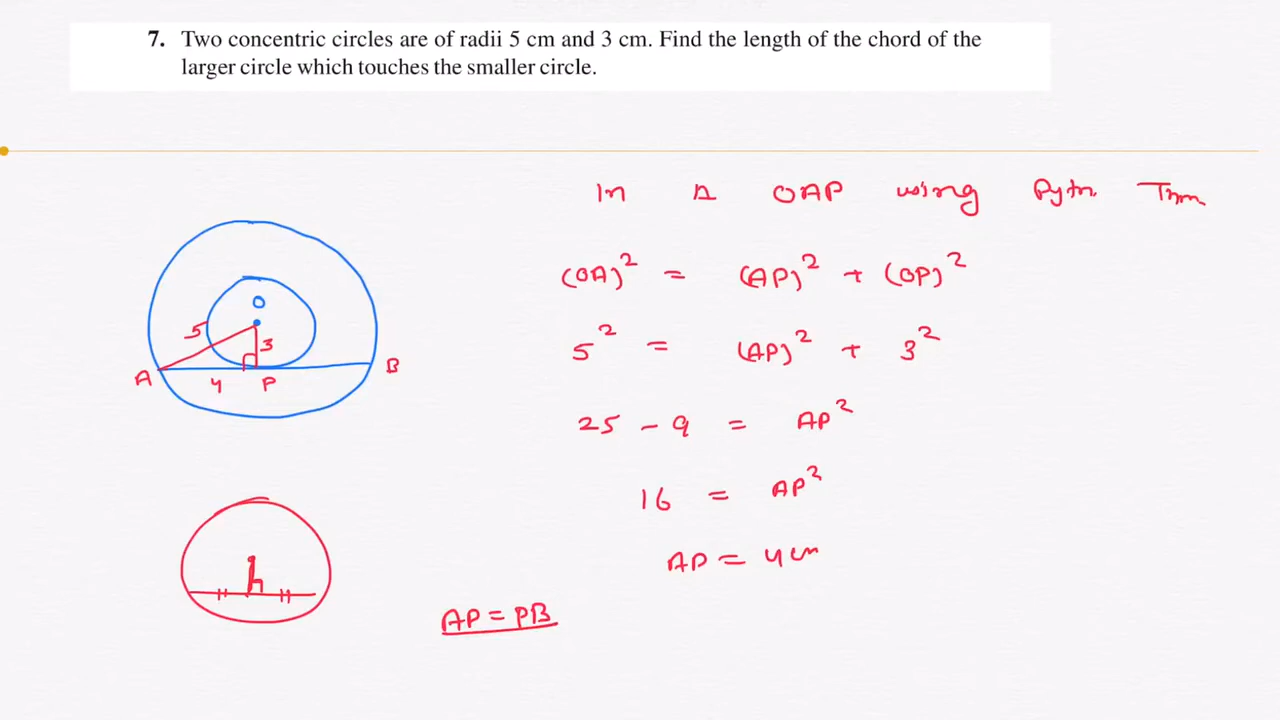 7. Two concentric circles are of radii 5 cm and 3 cm. Find the length of the chord of the
larger circle which touches the smaller circle.
In Δ OAP using Pytn. Thm
(OA)² = (AP)² + (OP)²
5² = (AP)² + 3²
25 - 9 = AP²
16 = AP²
AP = 4cm
O
5
3
A
4
P
B
AP = PB